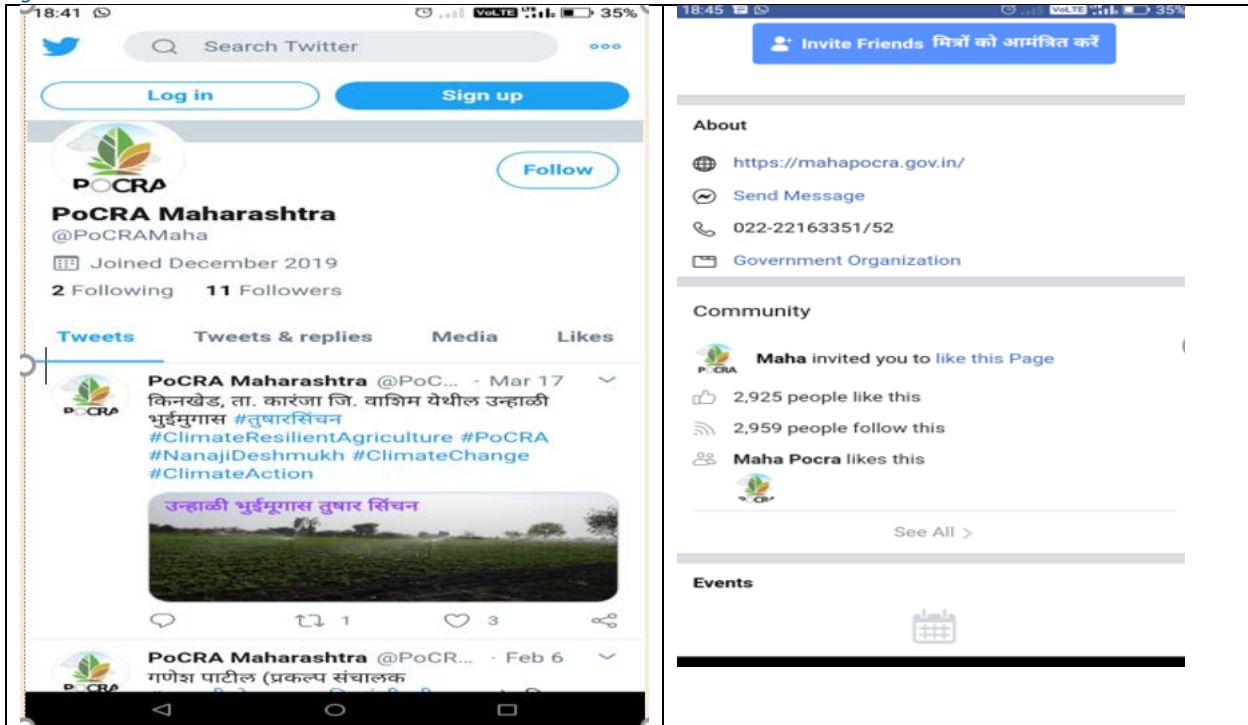 18:41
VoLTE
35%
Search Twitter
Log in
Sign up
POCRA
Follow
PoCRA Maharashtra
@PoCRAMaha
Joined December 2019
2 Following 11 Followers
Tweets Tweets & replies Media Likes
POCRA
PoCRA Maharashtra @PoC... · Mar 17
किनखेड, ता. कारंजा जि. वाशिम येथील उन्हाळी
भुईमुगास #तुषारसिंचन
#ClimateResilientAgriculture #PoCRA
#NanajiDeshmukh #ClimateChange
#ClimateAction
उन्हाळी भुईमूगास तुषार सिंचन
1
3
POCRA
PoCRA Maharashtra @PoCR... · Feb 6
गणेश पाटील (प्रकल्प संचालक
18:45
VoLTE
35%
Invite Friends मित्रों को आमंत्रित करें
About
https://mahapocra.gov.in/
Send Message
022-22163351/52
Government Organization
Community
POCRA
Maha invited you to like this Page
2,925 people like this
2,959 people follow this
Maha Pocra likes this
See All >
Events